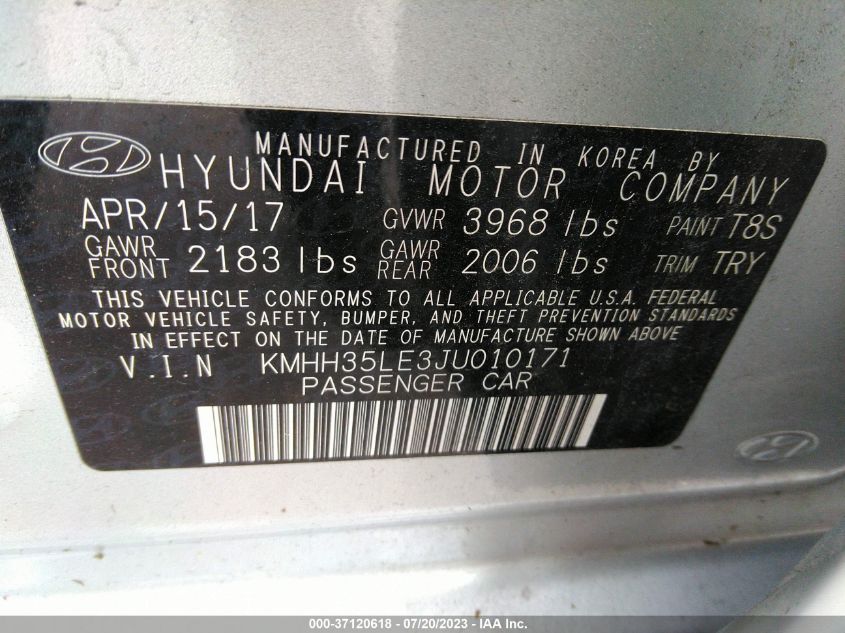 MANUFACTURED IN KOREA BY
HYUNDAI MOTOR COMPANY
APR/15/17 GVWR 3968 lbs PAINT T8S
GAWR FRONT 2183 lbs GAWR REAR 2006 lbs TRIM TRY
THIS VEHICLE CONFORMS TO ALL APPLICABLE U.S.A. FEDERAL
MOTOR VEHICLE SAFETY, BUMPER, AND THEFT PREVENTION STANDARDS
IN EFFECT ON THE DATE OF MANUFACTURE SHOWN ABOVE
V.I.N KMHH35LE3JU010171
PASSENGER CAR
000-37120618 - 07/20/2023 - IAA Inc.